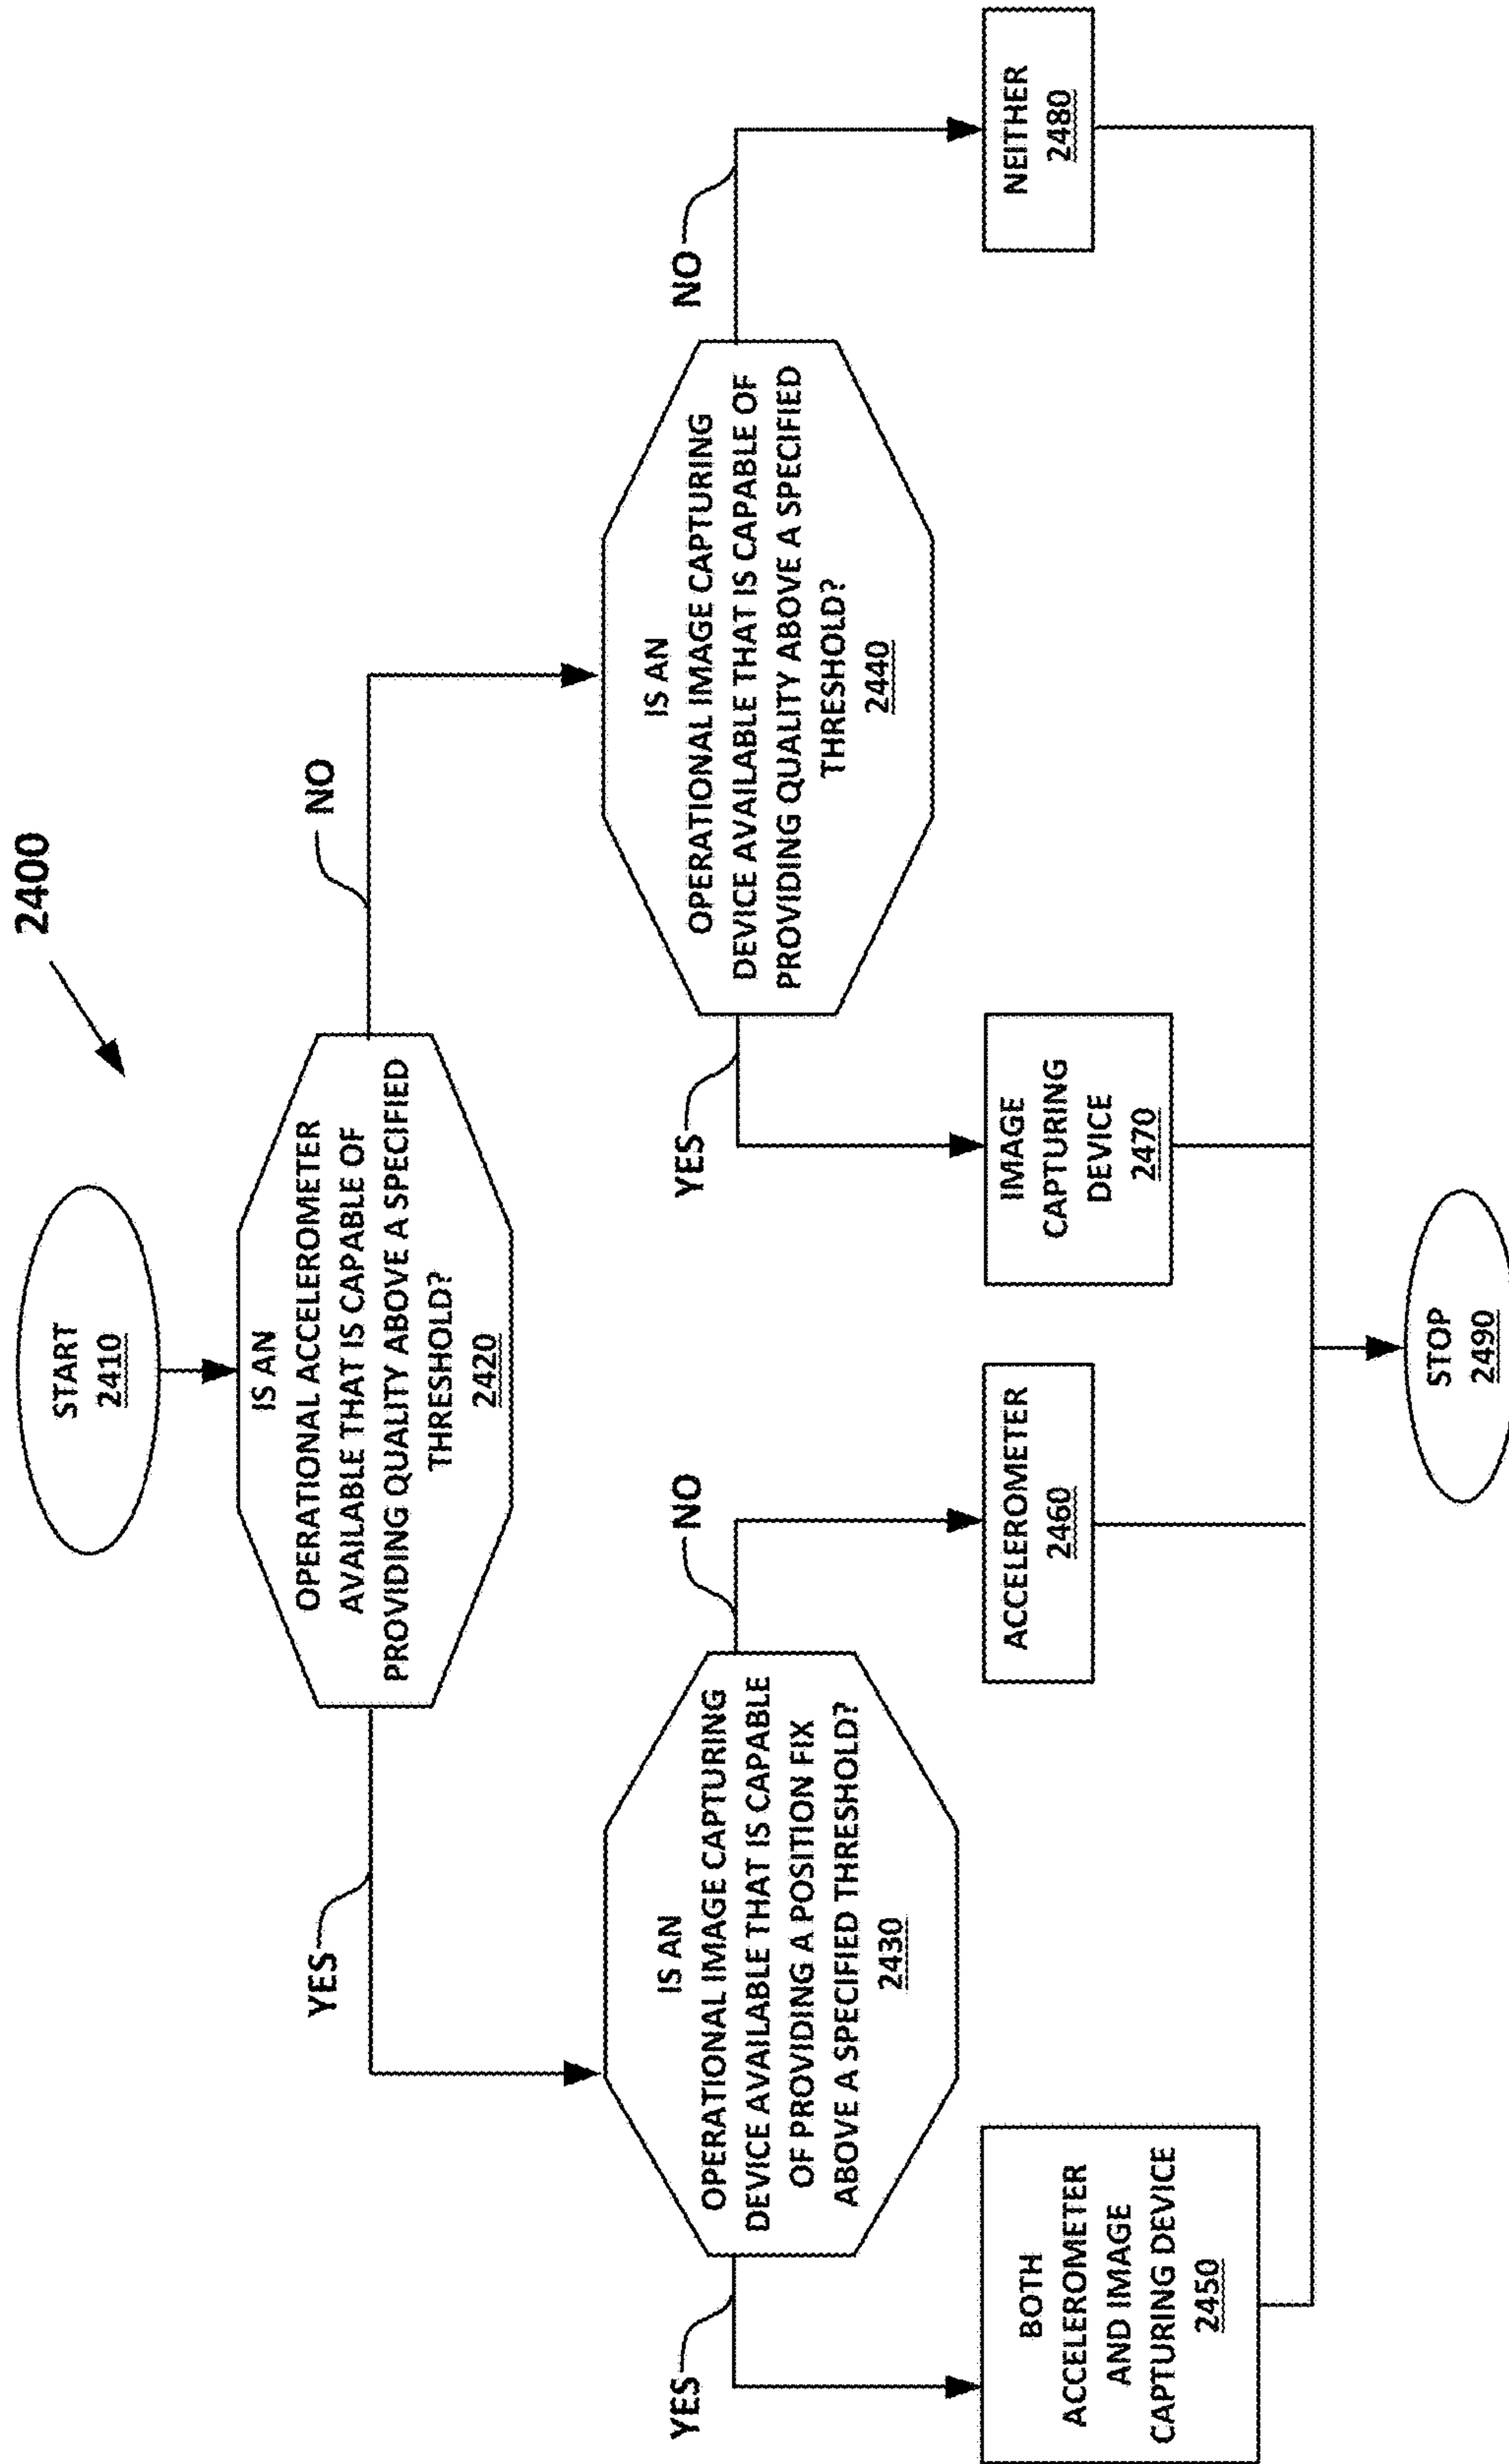 2400
START
2410
IS AN
OPERATIONAL ACCELEROMETER
AVAILABLE THAT IS CAPABLE OF
PROVIDING QUALITY ABOVE A SPECIFIED
THRESHOLD?
2420
YES
NO
IS AN
OPERATIONAL IMAGE CAPTURING
DEVICE AVAILABLE THAT IS CAPABLE
OF PROVIDING A POSITION FIX
ABOVE A SPECIFIED THRESHOLD?
2430
IS AN
OPERATIONAL IMAGE CAPTURING
DEVICE AVAILABLE THAT IS CAPABLE OF
PROVIDING QUALITY ABOVE A SPECIFIED
THRESHOLD?
2440
YES
NO
YES
NO
BOTH
ACCELEROMETER
AND IMAGE
CAPTURING DEVICE
2450
ACCELEROMETER
2460
IMAGE
CAPTURING
DEVICE
2470
NEITHER
2480
STOP
2490